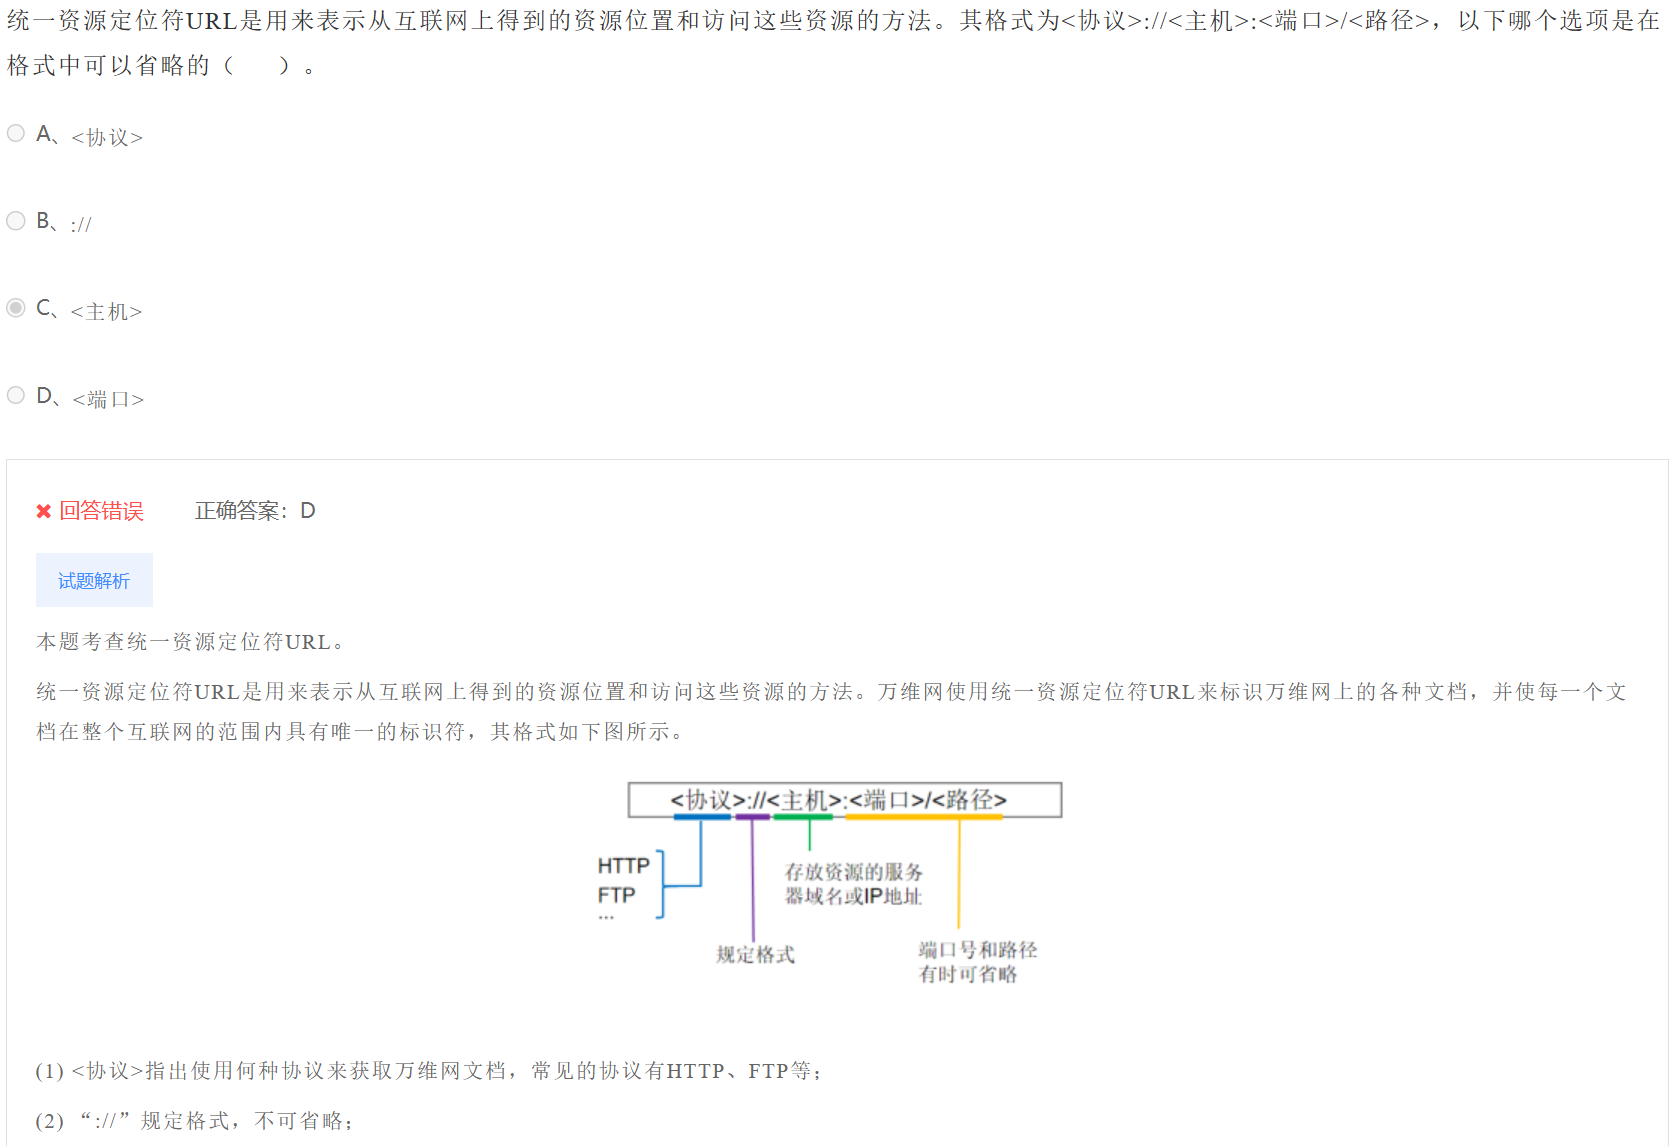 统一资源定位符URL是用来表示从互联网上得到的资源位置和访问这些资源的方法。其格式为<协议>://<主机>:<端口>/<路径>，以下哪个选项是在
格式中可以省略的（　　）。
A、<协议>
B、://
C、<主机>
D、<端口>
回答错误 正确答案：D
试题解析
本题考查统一资源定位符URL。
统一资源定位符URL是用来表示从互联网上得到的资源位置和访问这些资源的方法。万维网使用统一资源定位符URL来标识万维网上的各种文档，并使每一个文
档在整个互联网的范围内具有唯一的标识符，其格式如下图所示。
<协议>://<主机>:<端口>/<路径>
HTTP
FTP
...
存放资源的服务
器域名或IP地址
规定格式
端口号和路径
有时可省略
(1) <协议>指出使用何种协议来获取万维网文档，常见的协议有HTTP、FTP等；
(2) “://”规定格式，不可省略；